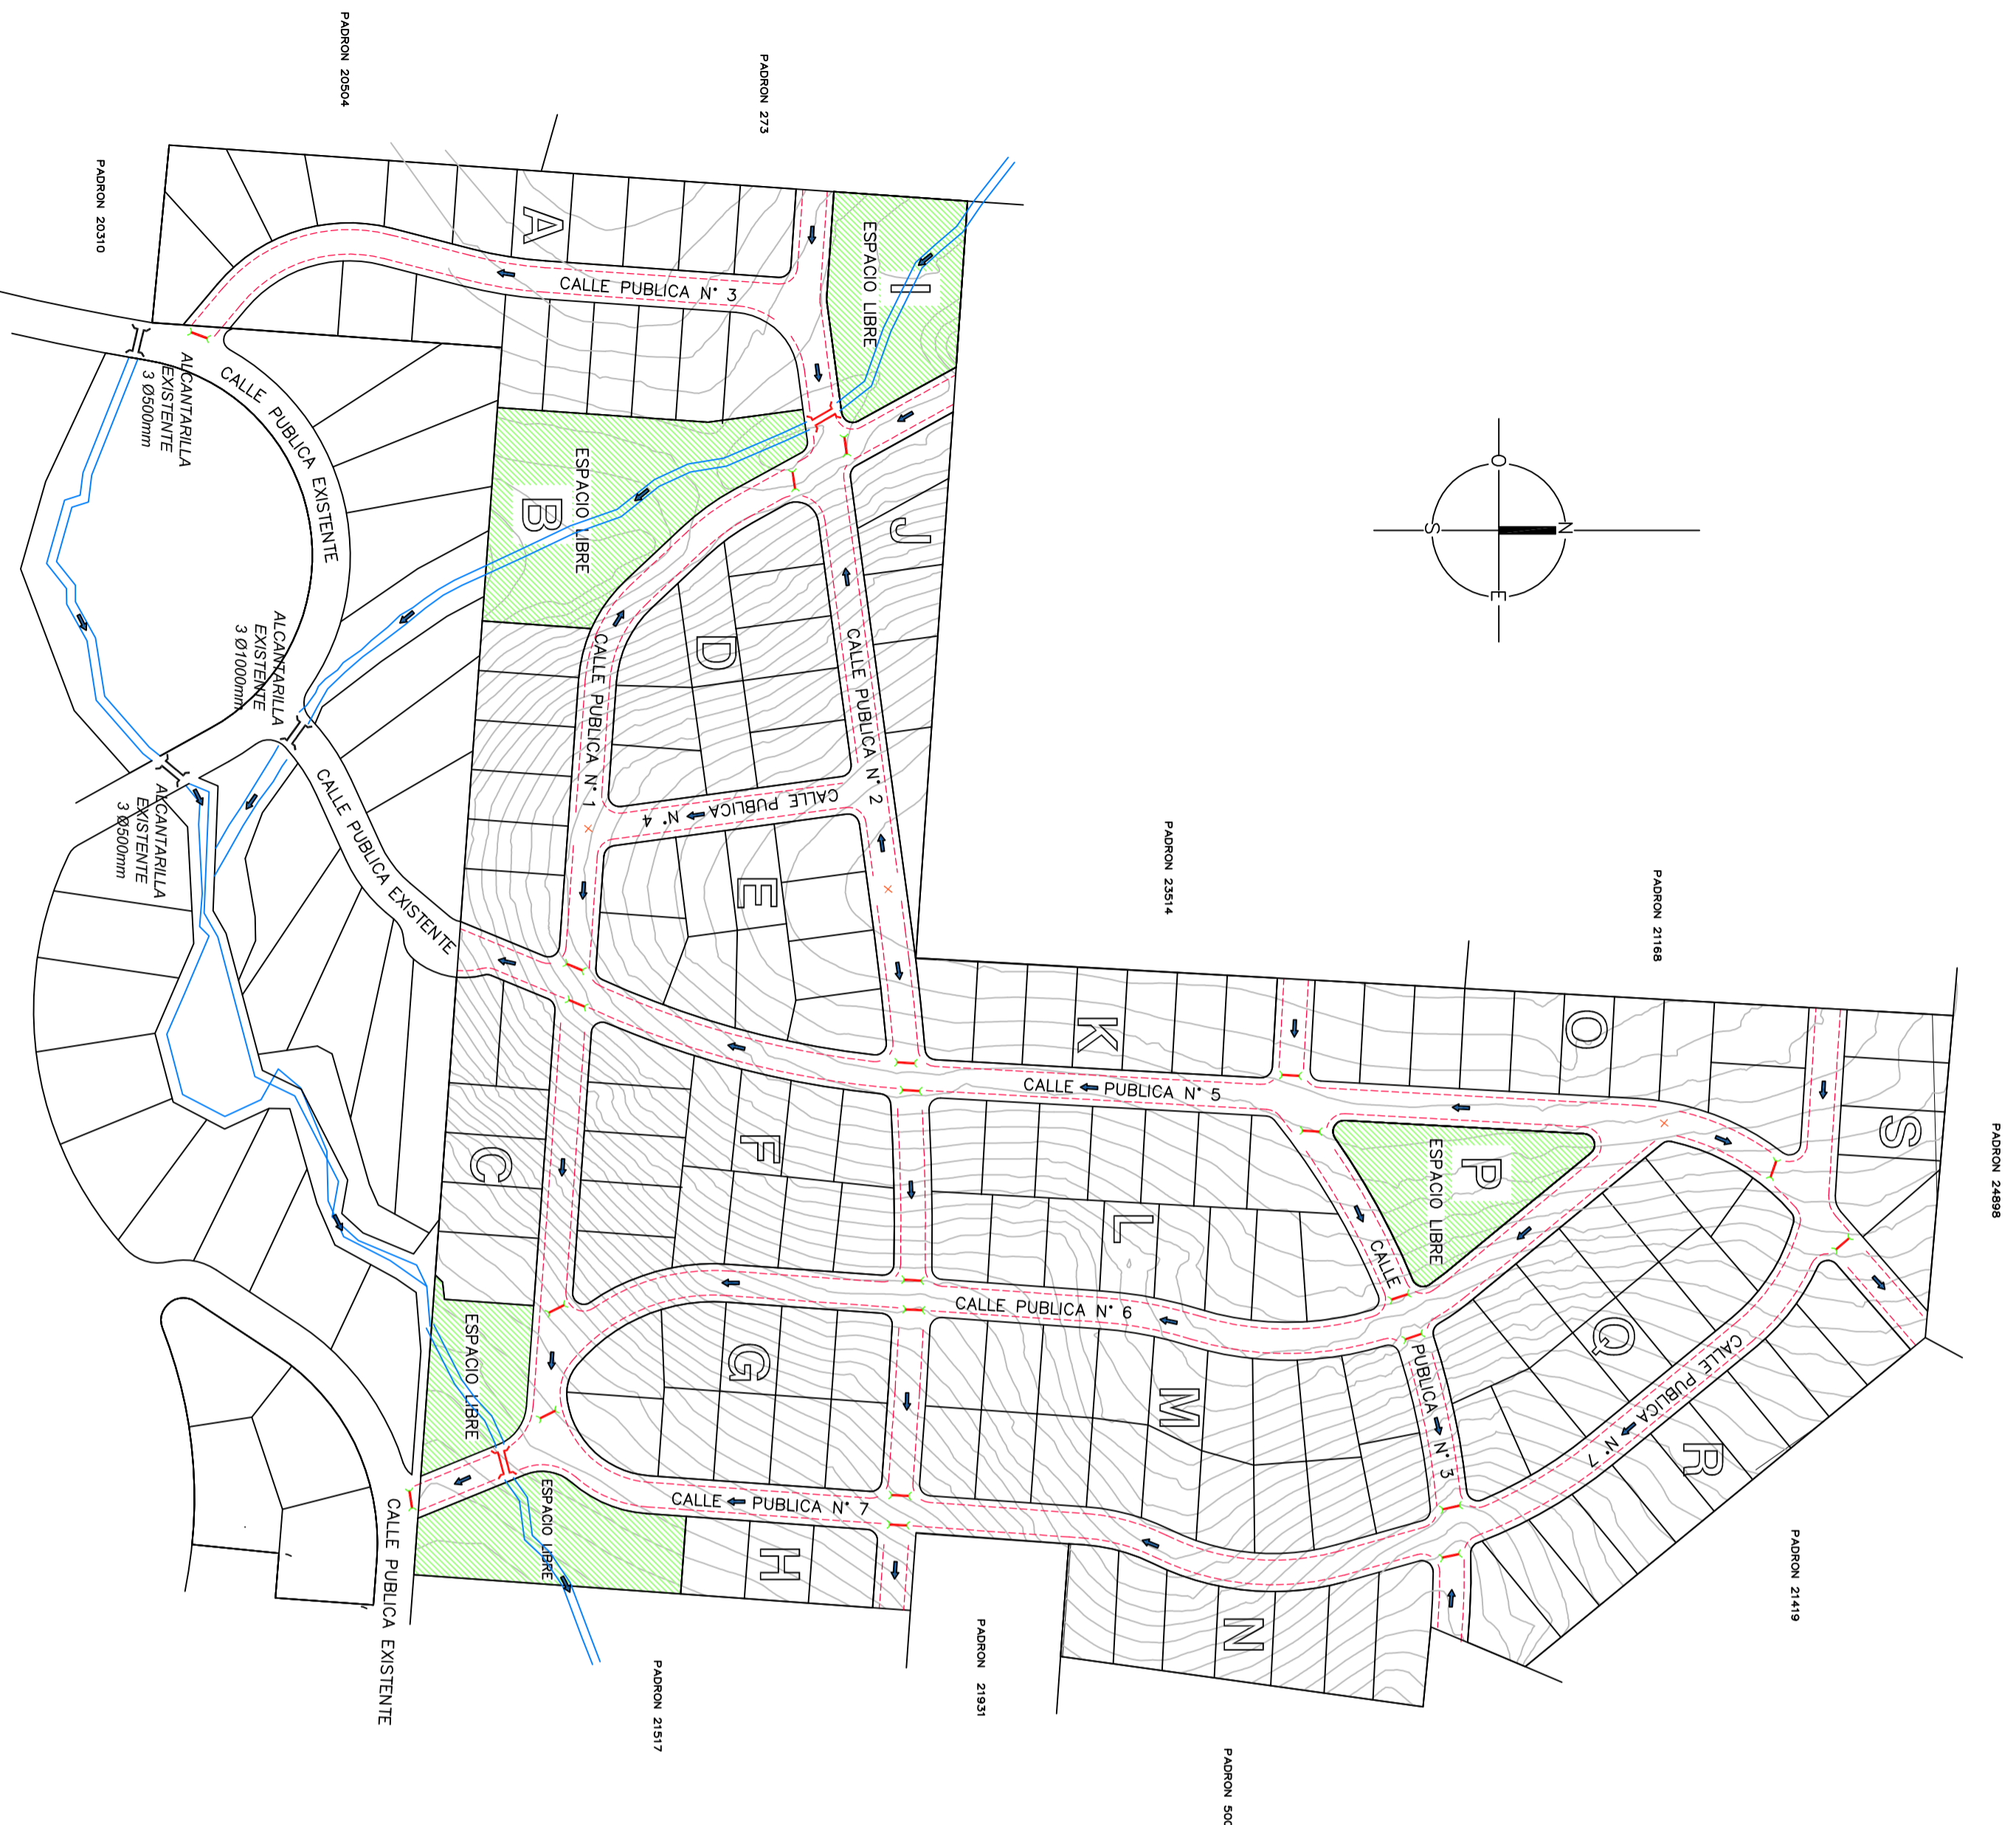 PADRON 20504
PADRON 273
PADRON 20310
A
CALLE PUBLICA N° 3
ESPACIO LIBRE
I
O
N
S
E
ALCANTARILLA
EXISTENTE
3 Ø500mm
CALLE PUBLICA EXISTENTE
ESPACIO LIBRE
B
J
D
CALLE PUBLICA N° 1
CALLE PUBLICA N° 2
CALLE PUBLICA N° 4
ALCANTARILLA
EXISTENTE
3 Ø1000mm
ALCANTARILLA
EXISTENTE
3 Ø500mm
CALLE PUBLICA EXISTENTE
E
PADRON 23514
PADRON 21168
K
O
S
PADRON 24898
CALLE PUBLICA N° 5
C
F
L
P
ESPACIO LIBRE
CALLE PUBLICA N° 3
CALLE PUBLICA N° 6
ESPACIO LIBRE
G
M
Q
CALLE PUBLICA N° 7
R
CALLE PUBLICA N° 7
ESPACIO LIBRE
H
N
CALLE PUBLICA EXISTENTE
PADRON 21517
PADRON 21931
PADRON 21419
PADRON 500